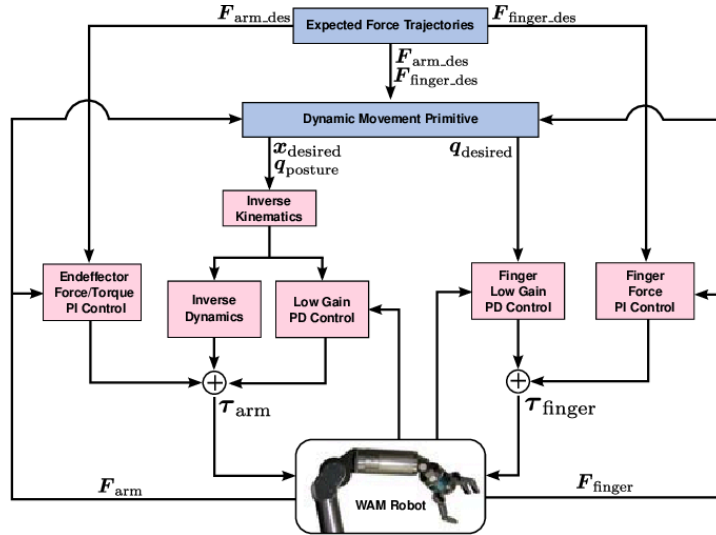 F_arm_des
Expected Force Trajectories
F_finger_des
F_arm_des
F_finger_des
Dynamic Movement Primitive
x_desired
q_posture
q_desired
Inverse
Kinematics
Endeffector
Force/Torque
PI Control
Inverse
Dynamics
Low Gain
PD Control
Finger
Low Gain
PD Control
Finger
Force
PI Control
+
+
τ_arm
τ_finger
F_arm
WAM Robot
F_finger